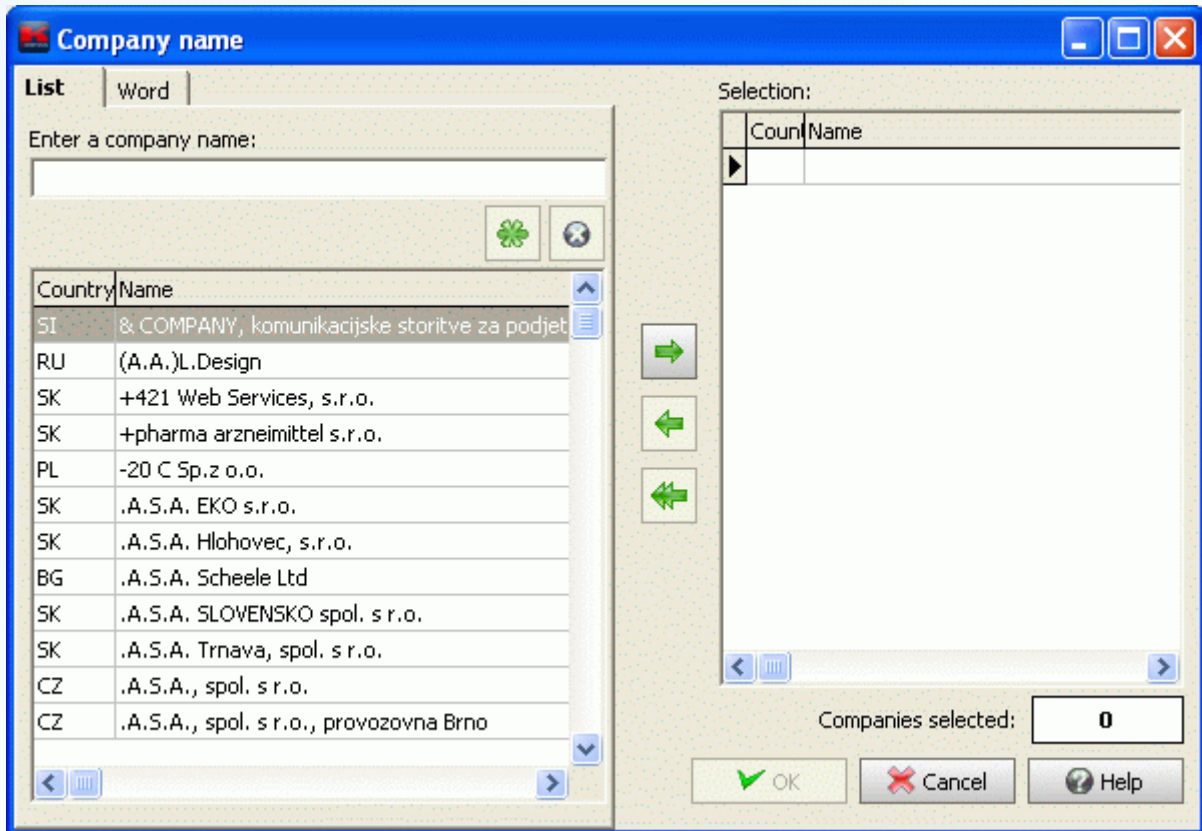 Company name
List
Word
Enter a company name:
Country Name
SI & COMPANY, komunikacijske storitve za podjet
RU (A.A.)L.Design
SK +421 Web Services, s.r.o.
SK +pharma arzneimittel s.r.o.
PL -20 C Sp.z o.o.
SK .A.S.A. EKO s.r.o.
SK .A.S.A. Hlohovec, s.r.o.
BG .A.S.A. Scheele Ltd
SK .A.S.A. SLOVENSKO spol. s r.o.
SK .A.S.A. Trnava, spol. s r.o.
CZ .A.S.A., spol. s r.o.
CZ .A.S.A., spol. s r.o., provozovna Brno
Selection:
Count Name
Companies selected: 0
OK
Cancel
Help